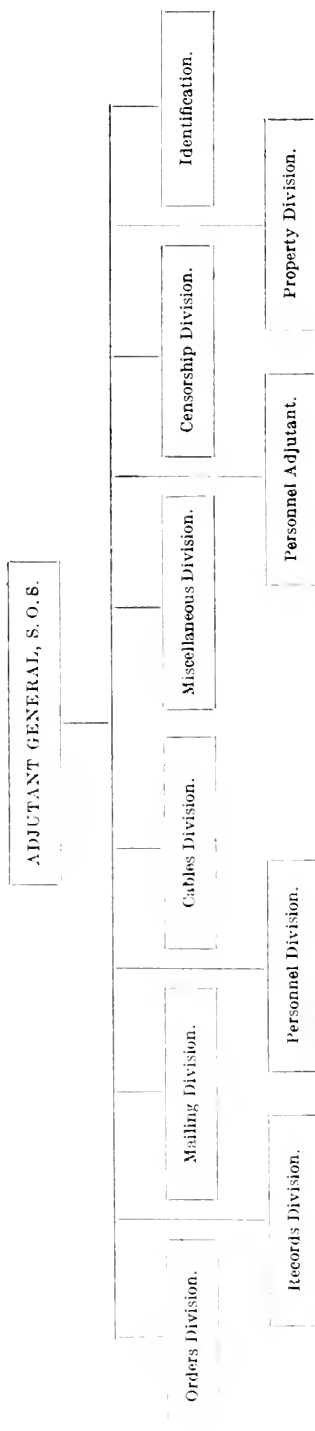 ADJUTANT GENERAL, S. O. S.
Orders Division.
Mailing Division.
Cables Division.
Miscellaneous Division.
Censorship Division.
Identification.
Records Division.
Personnel Division.
Personnel Adjutant.
Property Division.